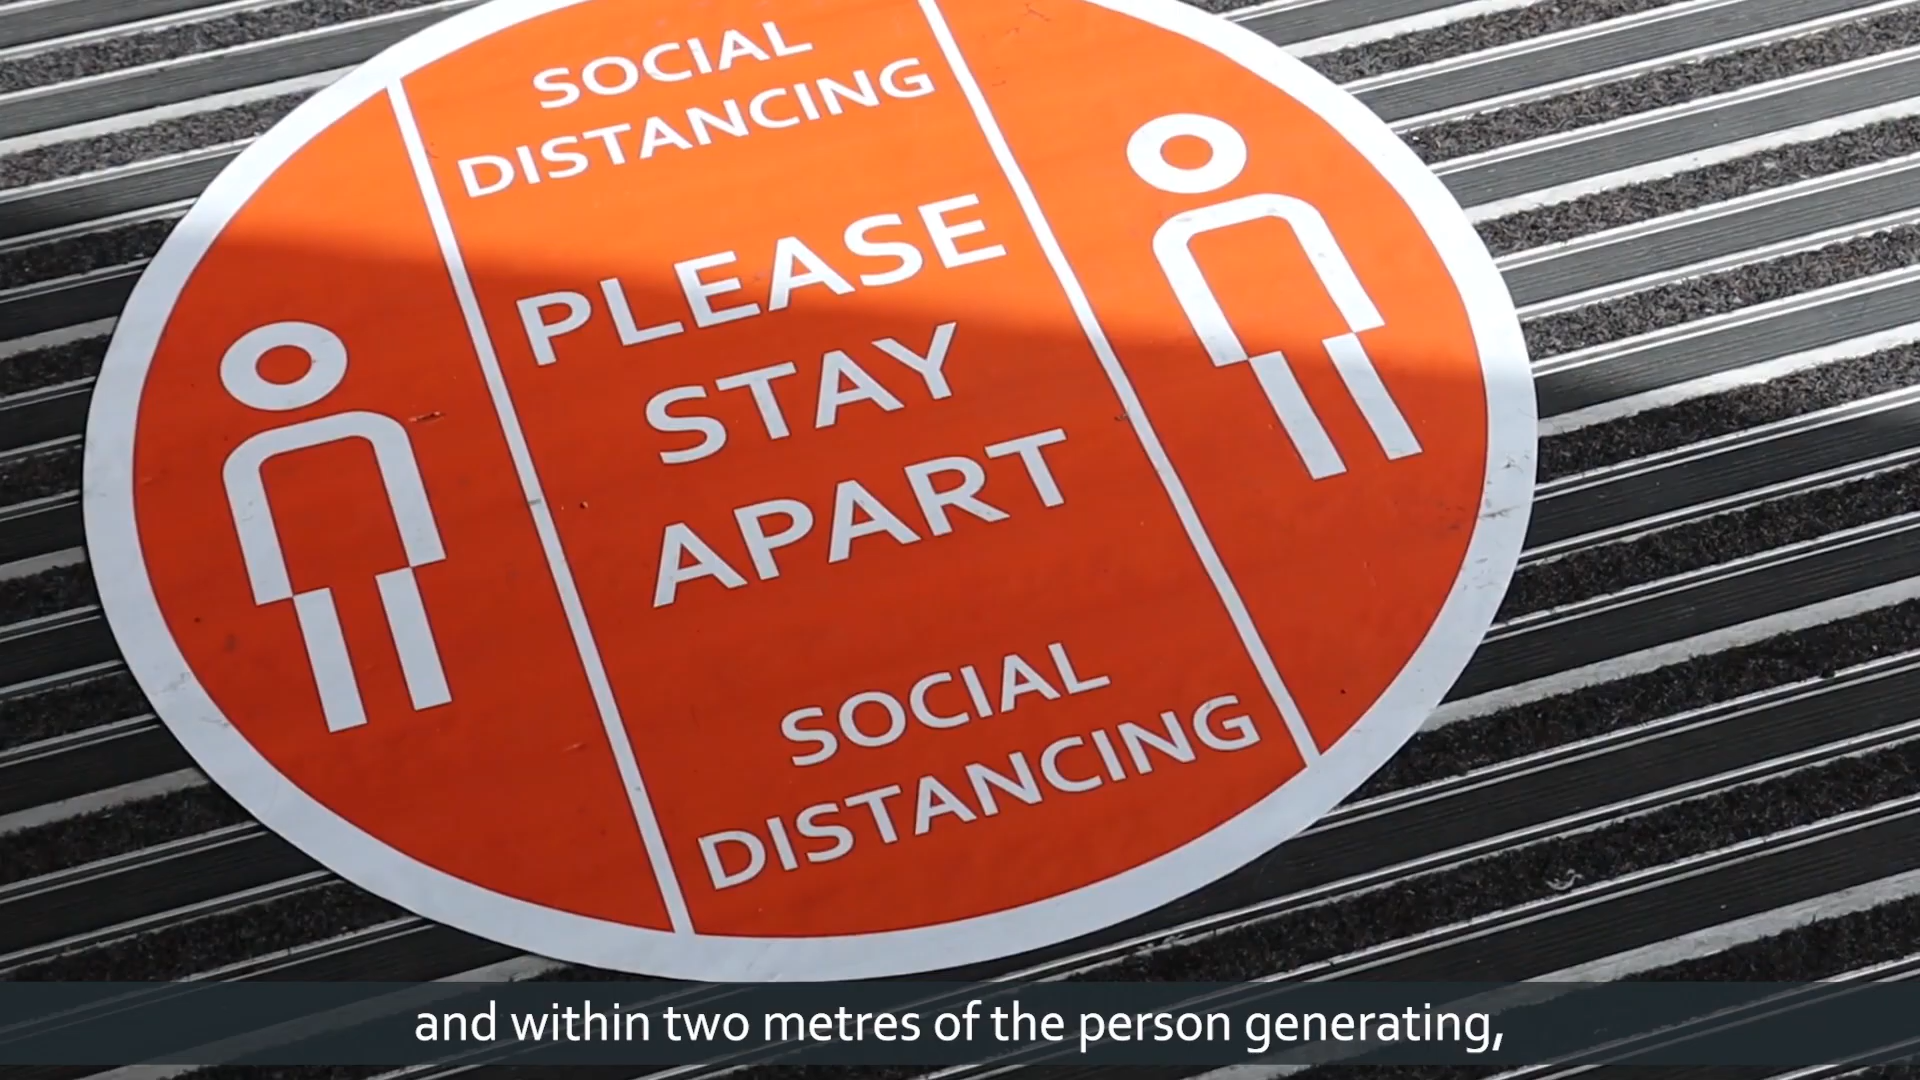 SOCIAL
DISTANCING
PLEASE
STAY
APART
SOCIAL
DISTANCING
and within two metres of the person generating,